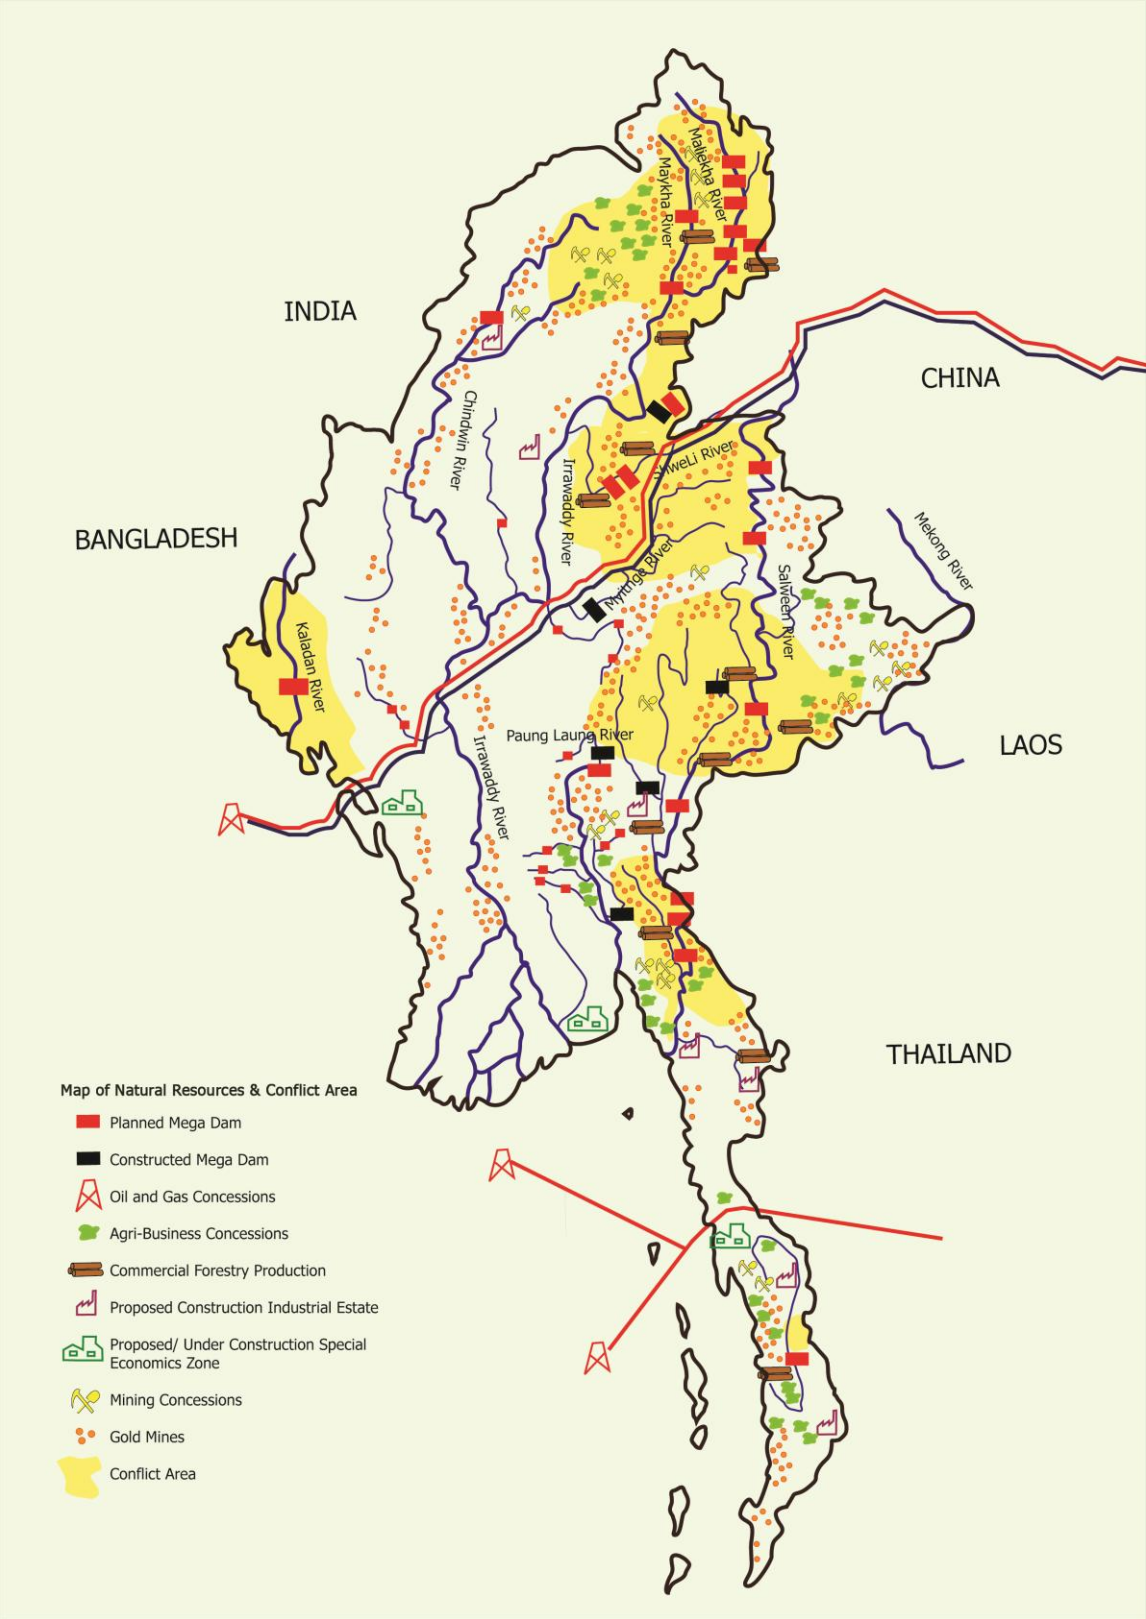 Maliekha River
Maykha River
INDIA
CHINA
Chindwin River
Irrawaddy River
ShweLi River
BANGLADESH
Mekong River
Myitnge River
Salween River
Kaladan River
Paung Laung River
LAOS
Irrawaddy River
THAILAND
Map of Natural Resources & Conflict Area
Planned Mega Dam
Constructed Mega Dam
Oil and Gas Concessions
Agri-Business Concessions
Commercial Forestry Production
Proposed Construction Industrial Estate
Proposed/ Under Construction Special
Economics Zone
Mining Concessions
Gold Mines
Conflict Area